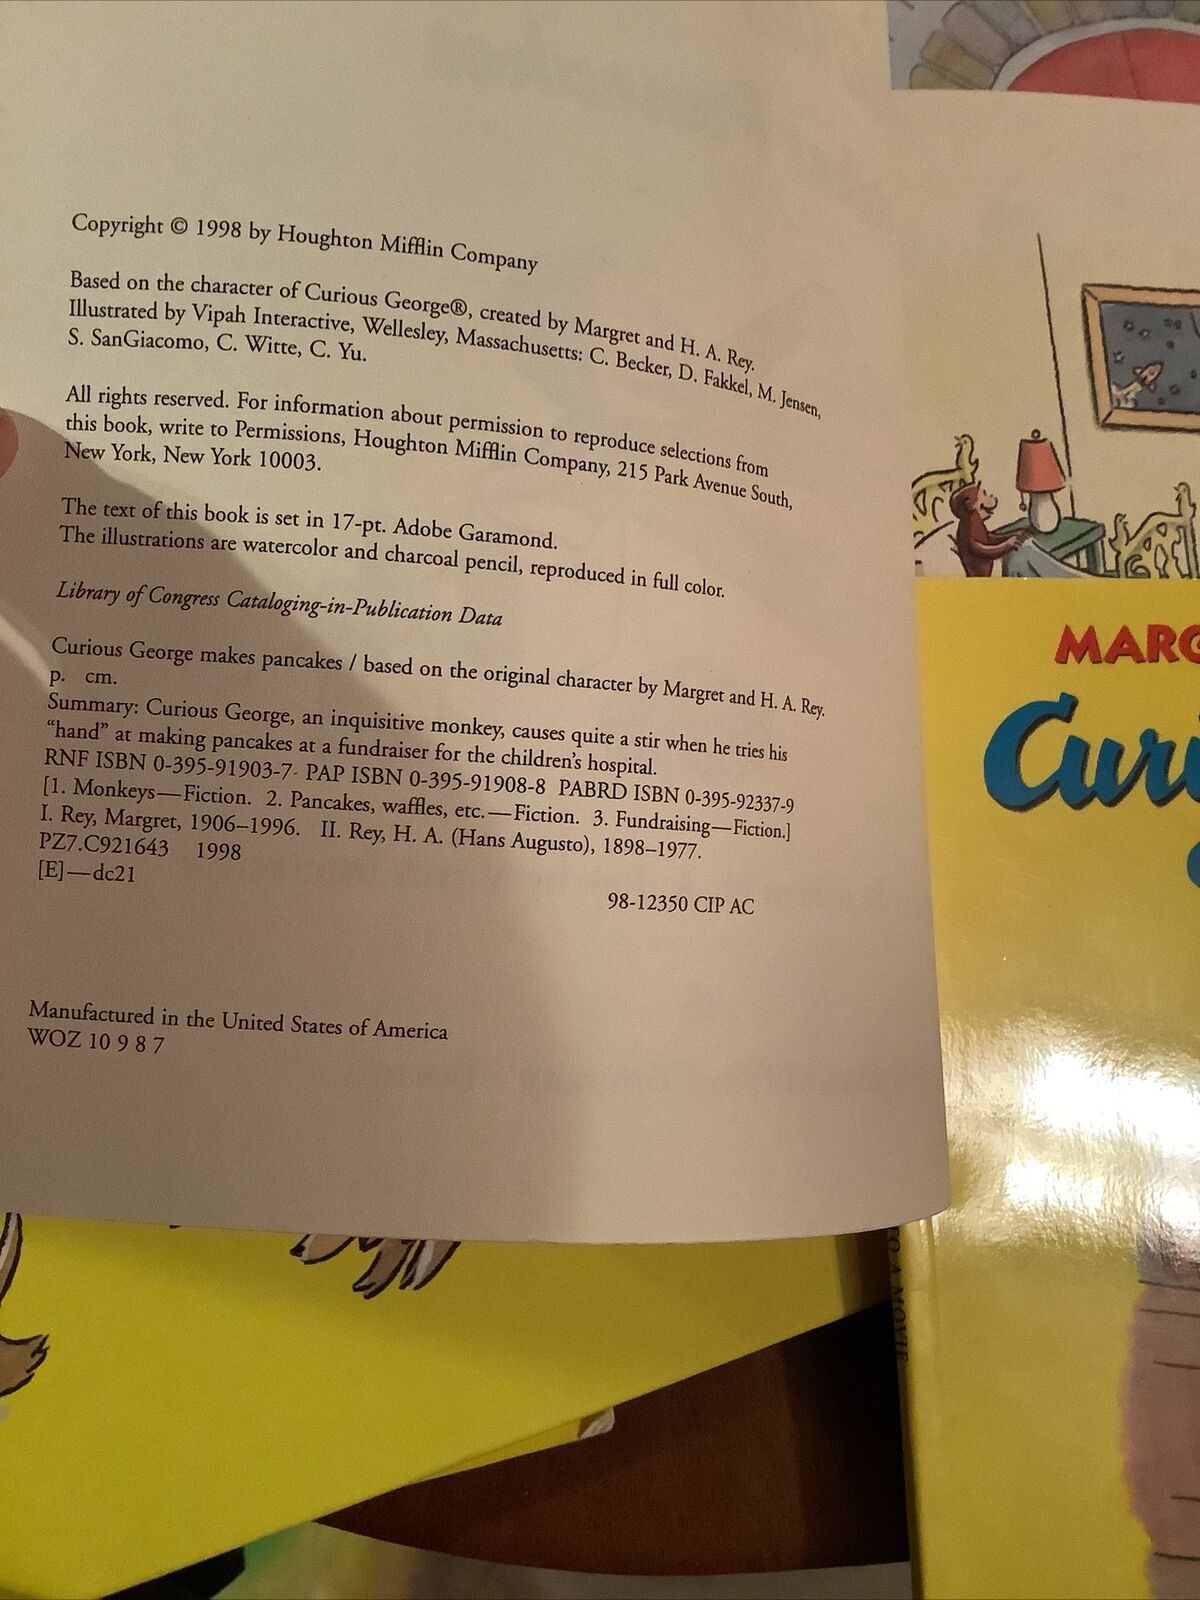 Copyright © 1998 by Houghton Mifflin Company
Based on the character of Curious George®, created by Margret and H. A. Rey.
Illustrated by Vipah Interactive, Wellesley, Massachusetts: C. Becker, D. Fakkel, M. Jensen,
S. SanGiacomo, C. Witte, C. Yu.
All rights reserved. For information about permission to reproduce selections from
this book, write to Permissions, Houghton Mifflin Company, 215 Park Avenue South,
New York, New York 10003.
The text of this book is set in 17-pt. Adobe Garamond.
The illustrations are watercolor and charcoal pencil, reproduced in full color.
Library of Congress Cataloging-in-Publication Data
Curious George makes pancakes / based on the original character by Margret and H. A. Rey.
p. cm.
Summary: Curious George, an inquisitive monkey, causes quite a stir when he tries his
“hand” at making pancakes at a fundraiser for the children's hospital.
RNF ISBN 0-395-91903-7. PAP ISBN 0-395-91908-8 PABRD ISBN 0-395-92337-9
[1. Monkeys—Fiction. 2. Pancakes, waffles, etc.—Fiction. 3. Fundraising—Fiction.]
I. Rey, Margret, 1906–1996. II. Rey, H. A. (Hans Augusto), 1898–1977.
PZ7.C921643 1998
[E]—dc21
98-12350 CIP AC
Manufactured in the United States of America
WOZ 10 9 8 7
MARG
Curi
TO A MOVIE